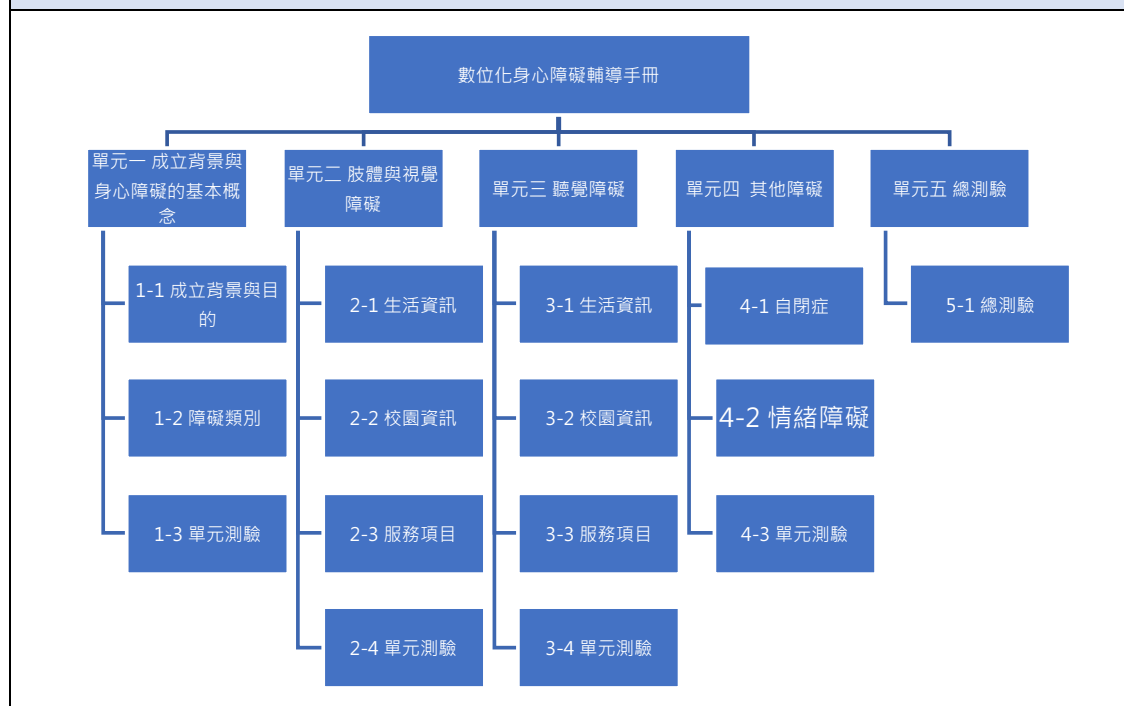 數位化身心障礙輔導手冊
單元一 成立背景與
身心障礙的基本概
念
1-1 成立背景與目
的
1-2 障礙類別
1-3 單元測驗
單元二 肢體與視覺
障礙
2-1 生活資訊
2-2 校園資訊
2-3 服務項目
2-4 單元測驗
單元三 聽覺障礙
3-1 生活資訊
3-2 校園資訊
3-3 服務項目
3-4 單元測驗
單元四 其他障礙
4-1 自閉症
4-2 情緒障礙
4-3 單元測驗
單元五 總測驗
5-1 總測驗